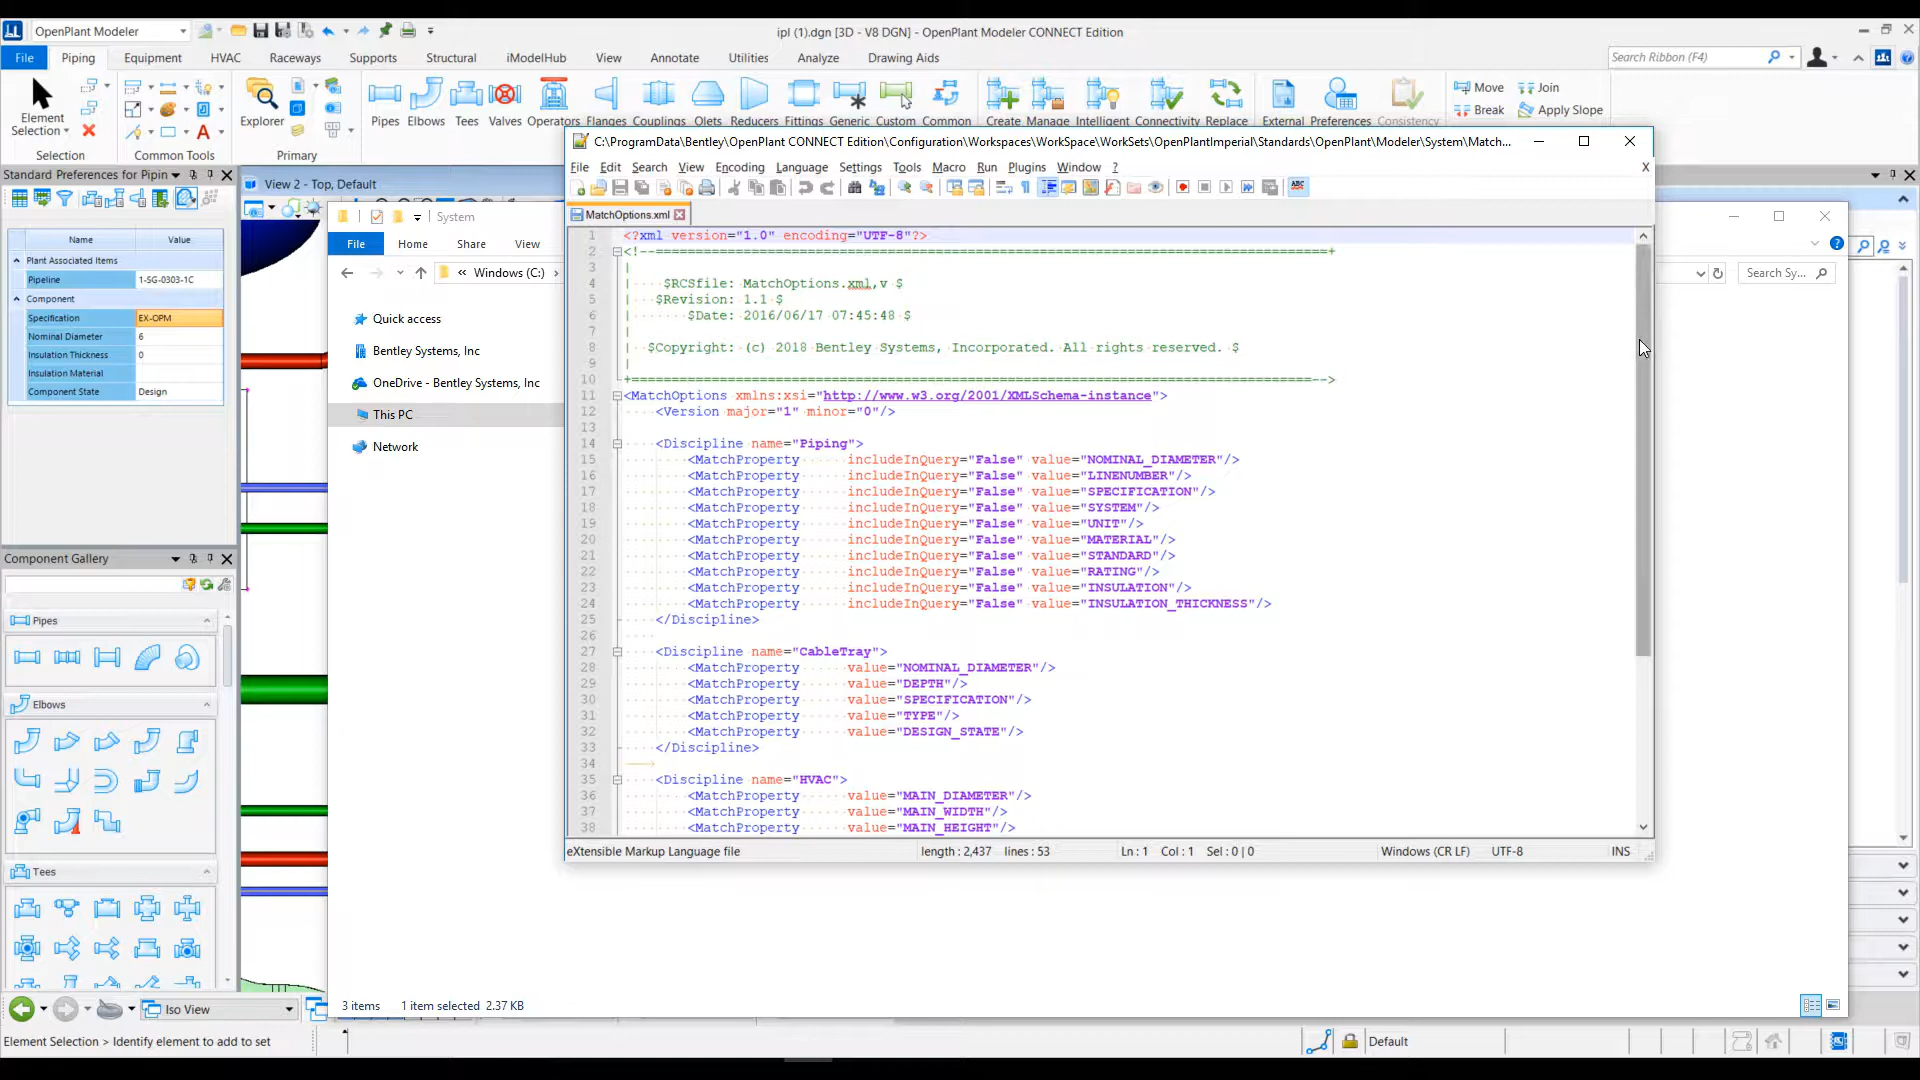 OpenPlant Modeler
ipl (1).dgn [3D - V8 DGN] - OpenPlant Modeler CONNECT Edition
File Piping Equipment HVAC Raceways Supports Structural iModelHub View Annotate Utilities Analyze Drawing Aids
Search Ribbon (F4)
Element
Selection
Explorer
Pipes Elbows Tees Valves Operators Flanges Couplings Olets Reducers Fittings Generic Custom Common
Create Manage Intelligent Connectivity Replace External Preferences Consistency
Move Join
Break Apply Slope
Selection Common Tools Primary
Standard Preferences for Pipin
Name Value
Plant Associated Items
Pipeline 1-SG-0303-1C
Component
Specification EX-OPM
Nominal Diameter 6
Insulation Thickness 0
Insulation Material
Component State Design
Component Gallery
Pipes
Elbows
Tees
Iso View
Element Selection > Identify element to add to set
Default
View 2 - Top, Default
System
File Home Share View
« Windows (C:) ›
Search Sy...
Quick access
Bentley Systems, Inc
OneDrive - Bentley Systems, Inc
This PC
Network
3 items 1 item selected 2.37 KB
C:\ProgramData\Bentley\OpenPlant CONNECT Edition\Configuration\Workspaces\WorkSpace\WorkSets\OpenPlantImperial\Standards\OpenPlant\Modeler\System\Match...
File Edit Search View Encoding Language Settings Tools Macro Run Plugins Window ?
X
MatchOptions.xml
1 <?xml version="1.0" encoding="UTF-8"?>
2 <!--===================================================================================+
3 |
4 | $RCSfile: MatchOptions.xml,v $
5 | $Revision: 1.1 $
6 | $Date: 2016/06/17 07:45:48 $
7 |
8 | $Copyright: (c) 2018 Bentley Systems, Incorporated. All rights reserved. $
9 |
10 +=====================================================================================-->
11 <MatchOptions xmlns:xsi="http://www.w3.org/2001/XMLSchema-instance">
12 <Version major="1" minor="0"/>
13
14 <Discipline name="Piping">
15 <MatchProperty includeInQuery="False" value="NOMINAL_DIAMETER"/>
16 <MatchProperty includeInQuery="False" value="LINENUMBER"/>
17 <MatchProperty includeInQuery="False" value="SPECIFICATION"/>
18 <MatchProperty includeInQuery="False" value="SYSTEM"/>
19 <MatchProperty includeInQuery="False" value="UNIT"/>
20 <MatchProperty includeInQuery="False" value="MATERIAL"/>
21 <MatchProperty includeInQuery="False" value="STANDARD"/>
22 <MatchProperty includeInQuery="False" value="RATING"/>
23 <MatchProperty includeInQuery="False" value="INSULATION"/>
24 <MatchProperty includeInQuery="False" value="INSULATION_THICKNESS"/>
25 </Discipline>
26
27 <Discipline name="CableTray">
28 <MatchProperty value="NOMINAL_DIAMETER"/>
29 <MatchProperty value="DEPTH"/>
30 <MatchProperty value="SPECIFICATION"/>
31 <MatchProperty value="TYPE"/>
32 <MatchProperty value="DESIGN_STATE"/>
33 </Discipline>
34
35 <Discipline name="HVAC">
36 <MatchProperty value="MAIN_DIAMETER"/>
37 <MatchProperty value="MAIN_WIDTH"/>
38 <MatchProperty value="MAIN_HEIGHT"/>
eXtensible Markup Language file length : 2,437 lines : 53 Ln : 1 Col : 1 Sel : 0 | 0 Windows (CR LF) UTF-8 INS